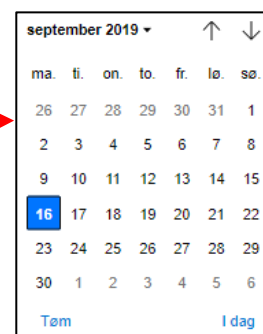 september 2019
ma. ti. on. to. fr. lø. sø.
26 27 28 29 30 31 1
2 3 4 5 6 7 8
9 10 11 12 13 14 15
16 17 18 19 20 21 22
23 24 25 26 27 28 29
30 1 2 3 4 5 6
Tøm I dag